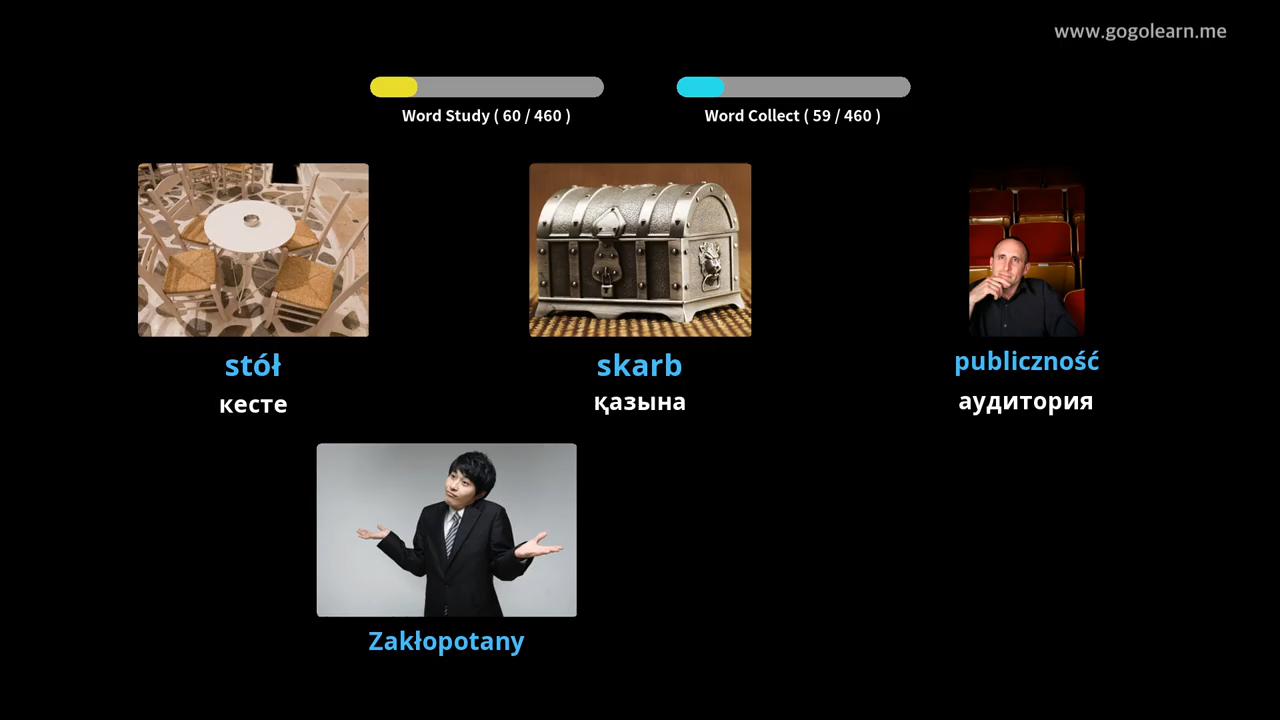 www.gogolearn.me
Word Study ( 60 / 460 )
Word Collect ( 59 / 460 )
stół
skarb
publiczność
кесте
қазына
аудитория
Zakłopotany